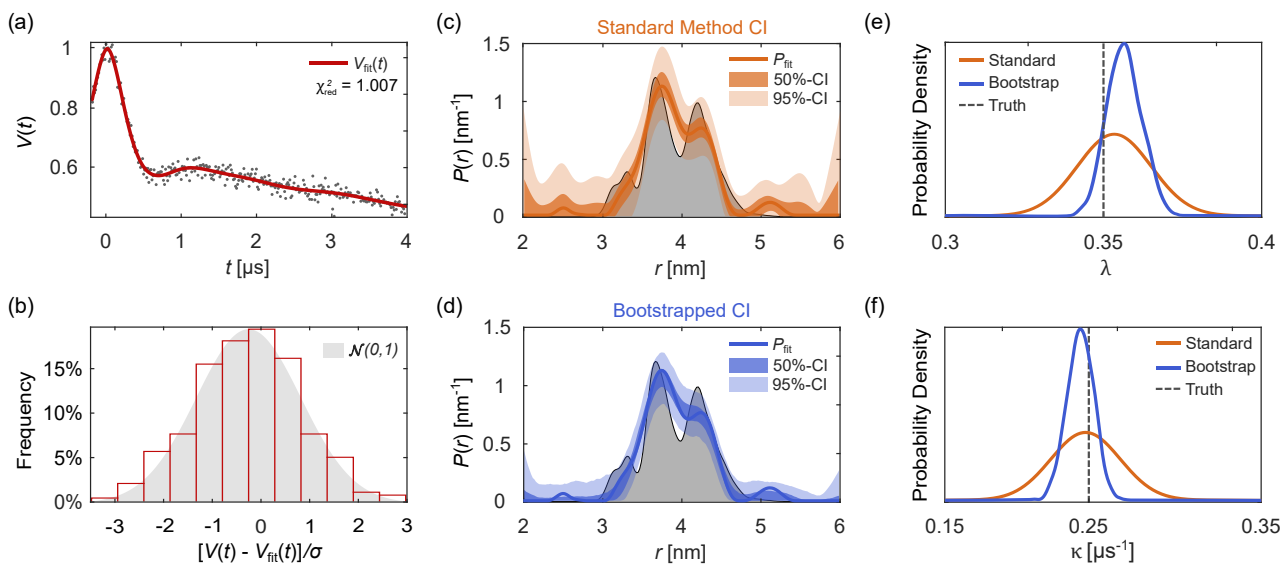 (a)
1
0.8
0.6
V(t)
0
1
2
3
4
t [μs]
V_fit(t)
χ²_red = 1.007
(b)
15%
10%
5%
0%
Frequency
𝒩(0,1)
-3
-2
-1
0
1
2
3
[V(t) - V_fit(t)]/σ
(c)
Standard Method CI
1.5
1
0.5
0
P(r) [nm⁻¹]
P_fit
50%-CI
95%-CI
2
3
4
5
6
r [nm]
(d)
Bootstrapped CI
1.5
1
0.5
0
P(r) [nm⁻¹]
P_fit
50%-CI
95%-CI
2
3
4
5
6
r [nm]
(e)
Probability Density
Standard
Bootstrap
Truth
0.3
0.35
0.4
λ
(f)
Probability Density
Standard
Bootstrap
Truth
0.15
0.25
0.35
κ [μs⁻¹]